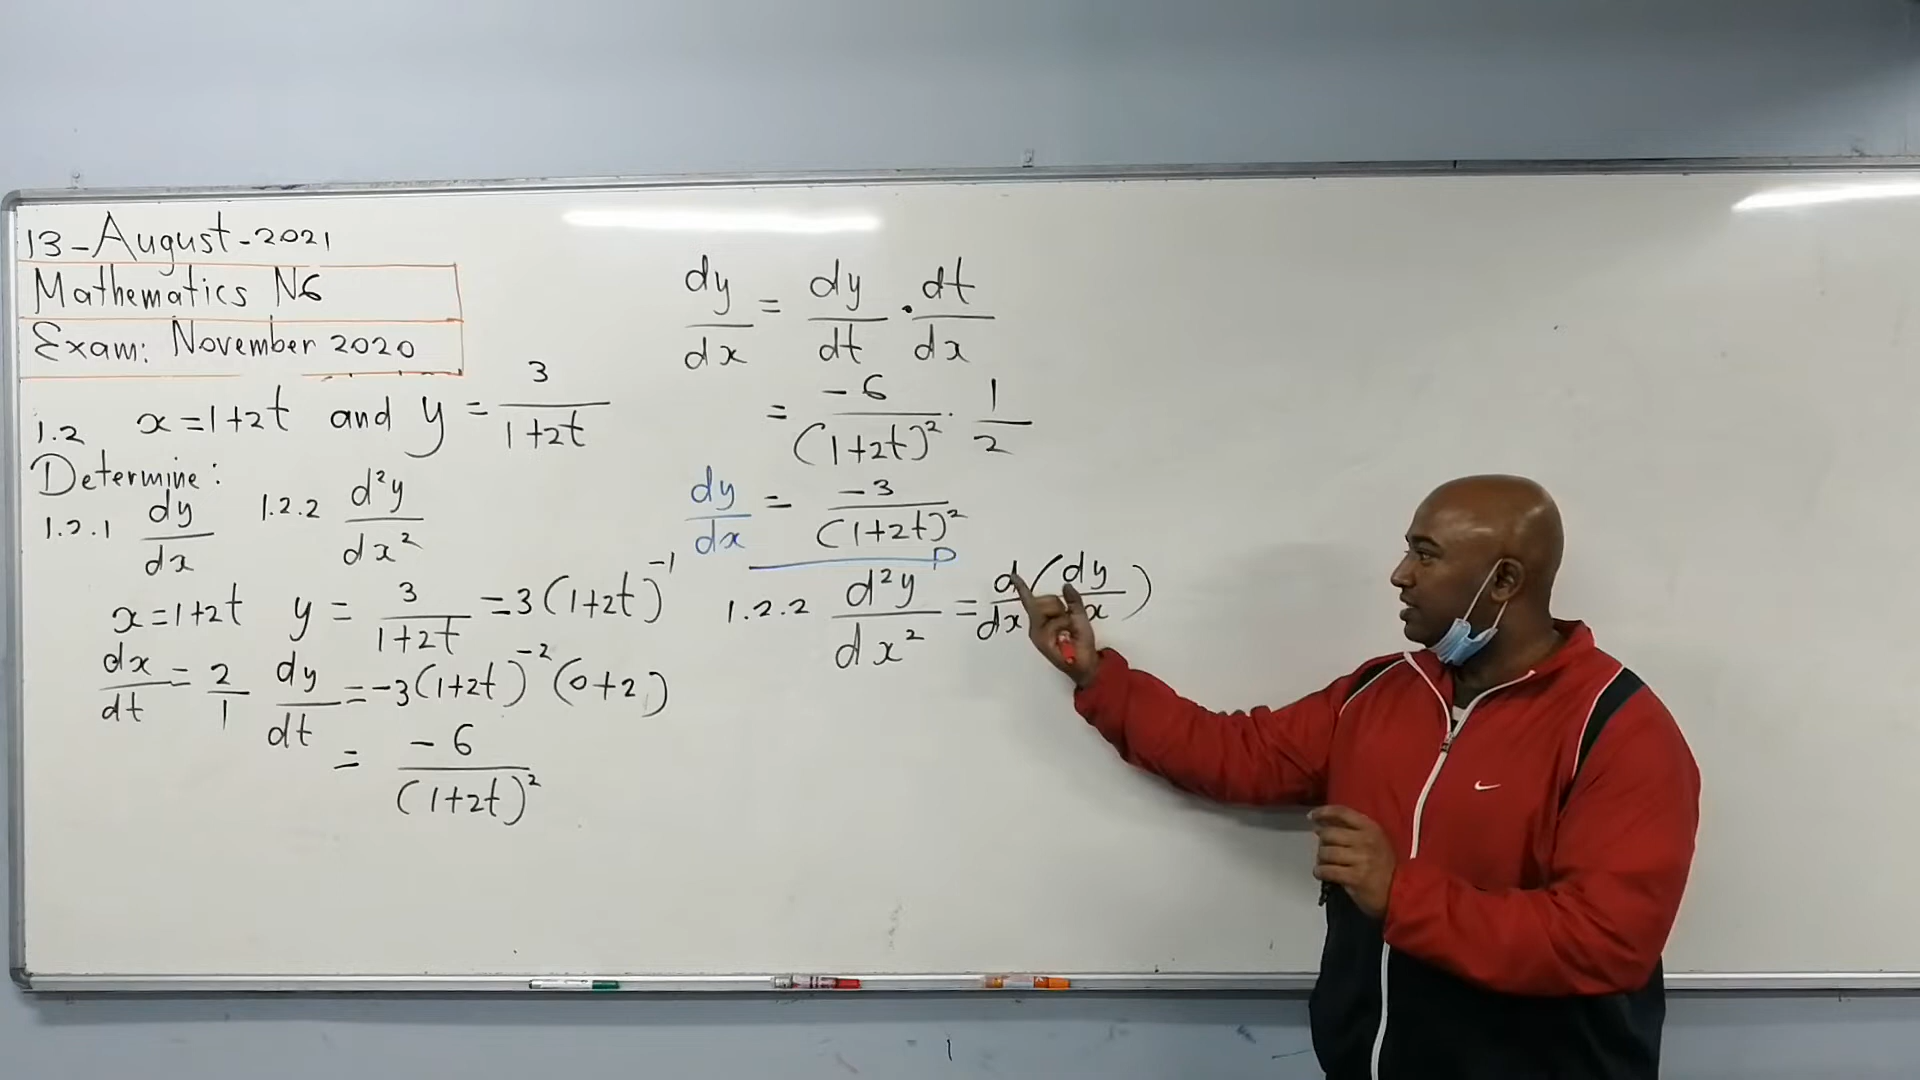 13-August-2021
Mathematics N6
Exam: November 2020
1.2 x=1+2t and y = 3/(1+2t)
Determine:
1.2.1 dy/dx 1.2.2 d²y/dx²
x=1+2t y = 3/(1+2t) = 3(1+2t)⁻¹
dx/dt = 2/1 dy/dt = -3(1+2t)⁻²(0+2)
= -6/(1+2t)²
dy/dx = dy/dt · dt/dx
= -6/(1+2t)² · 1/2
dy/dx = -3/(1+2t)²
1.2.2 d²y/dx² = d/dx(dy/x)